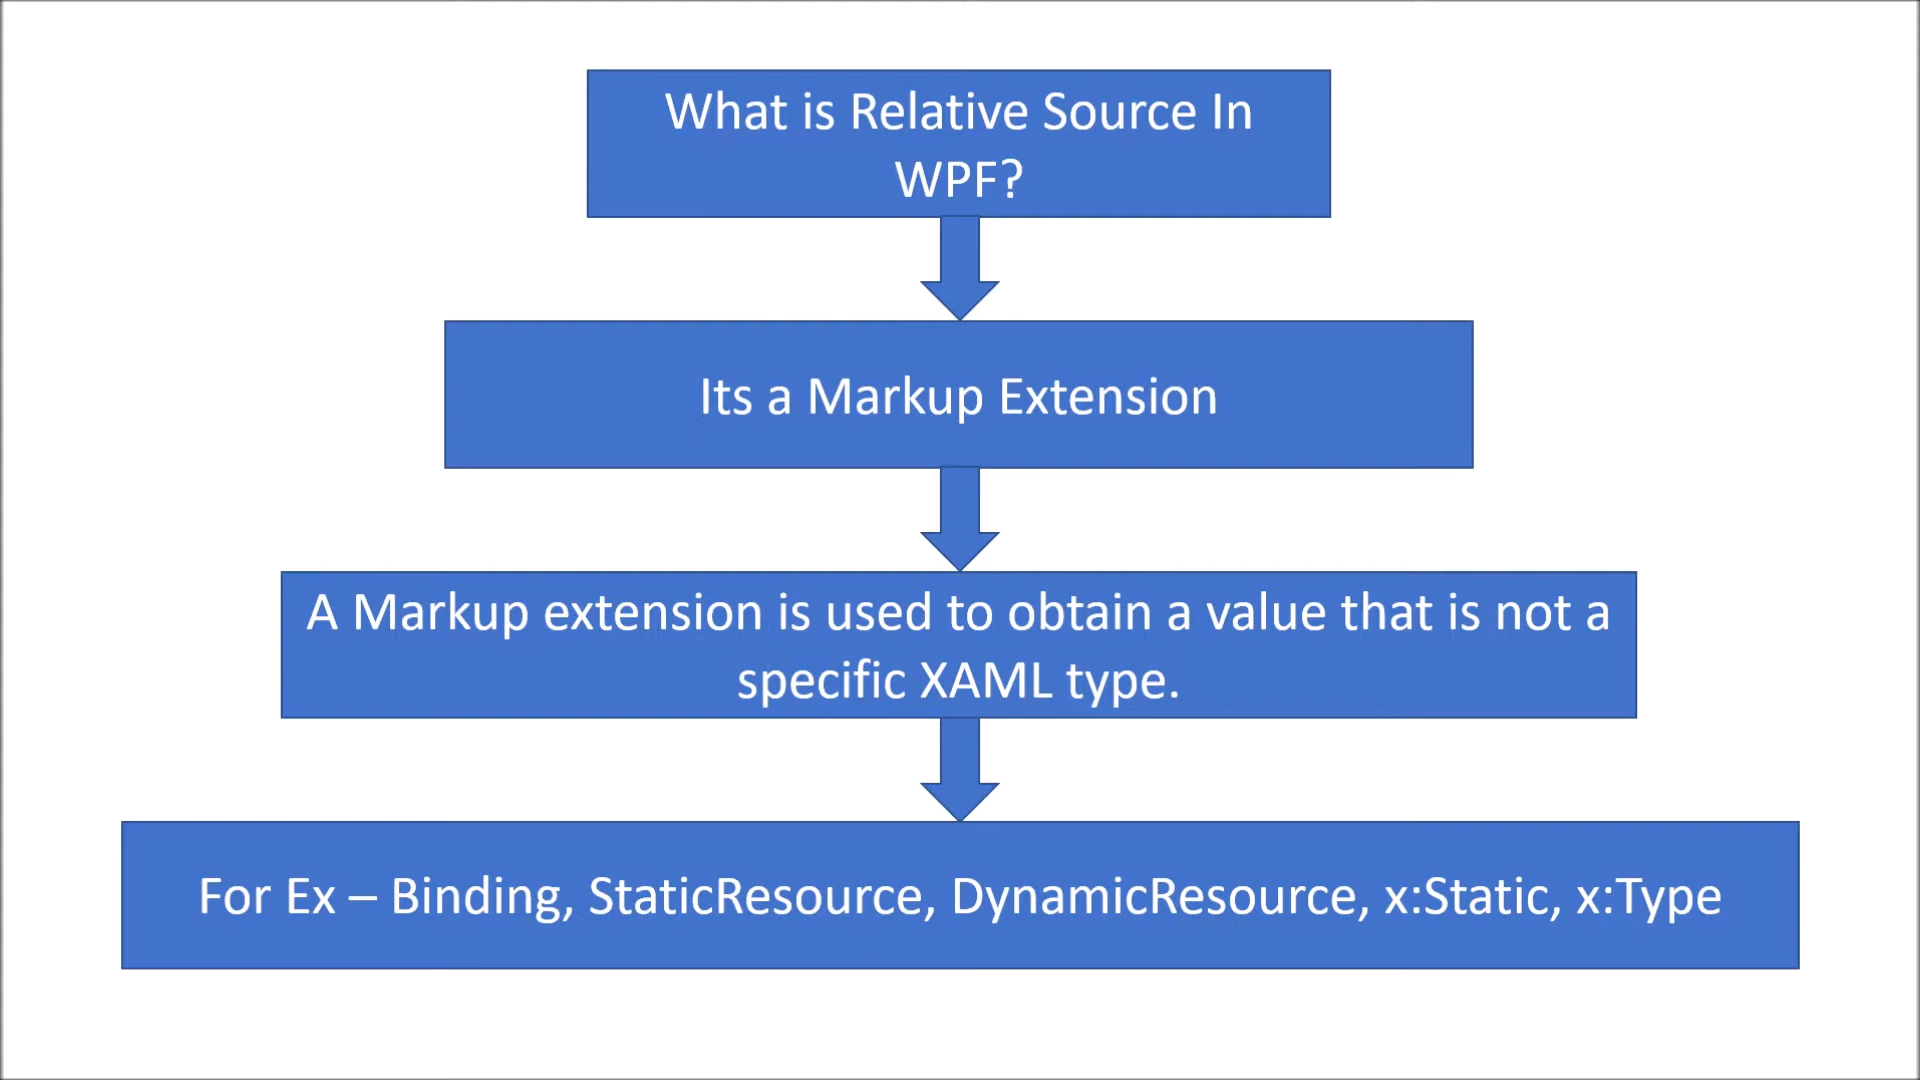 What is Relative Source In
WPF?
Its a Markup Extension
A Markup extension is used to obtain a value that is not a
specific XAML type.
For Ex – Binding, StaticResource, DynamicResource, x:Static, x:Type